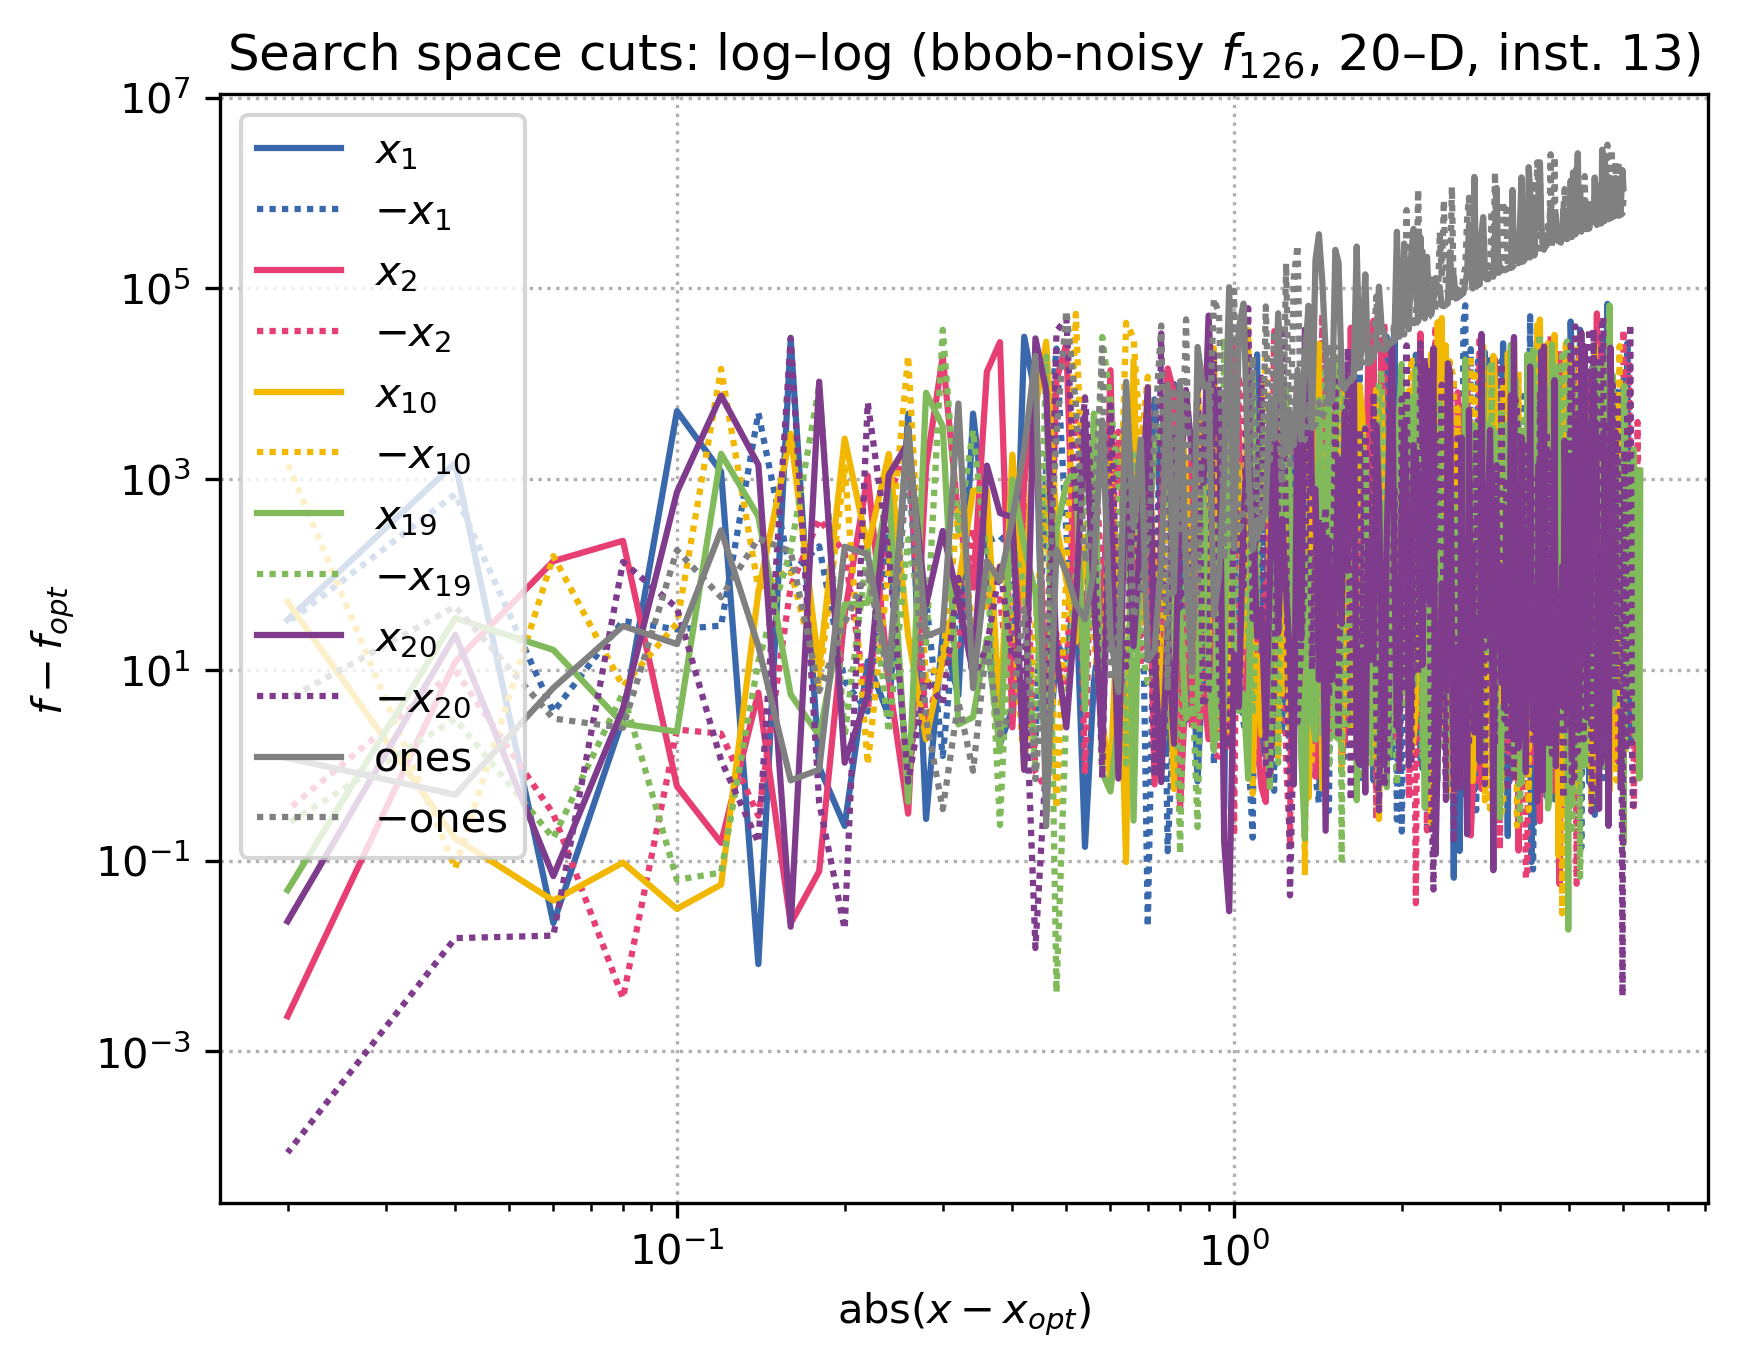 Search space cuts: log–log (bbob-noisy $f_{126}$, 20–D, inst. 13)
$10^{7}$
$10^{5}$
$10^{3}$
$10^{1}$
$10^{-1}$
$10^{-3}$
$f - f_{opt}$
$x_1$
$-x_1$
$x_2$
$-x_2$
$x_{10}$
$-x_{10}$
$x_{19}$
$-x_{19}$
$x_{20}$
$-x_{20}$
ones
−ones
$10^{-1}$
$10^{0}$
abs($x - x_{opt}$)